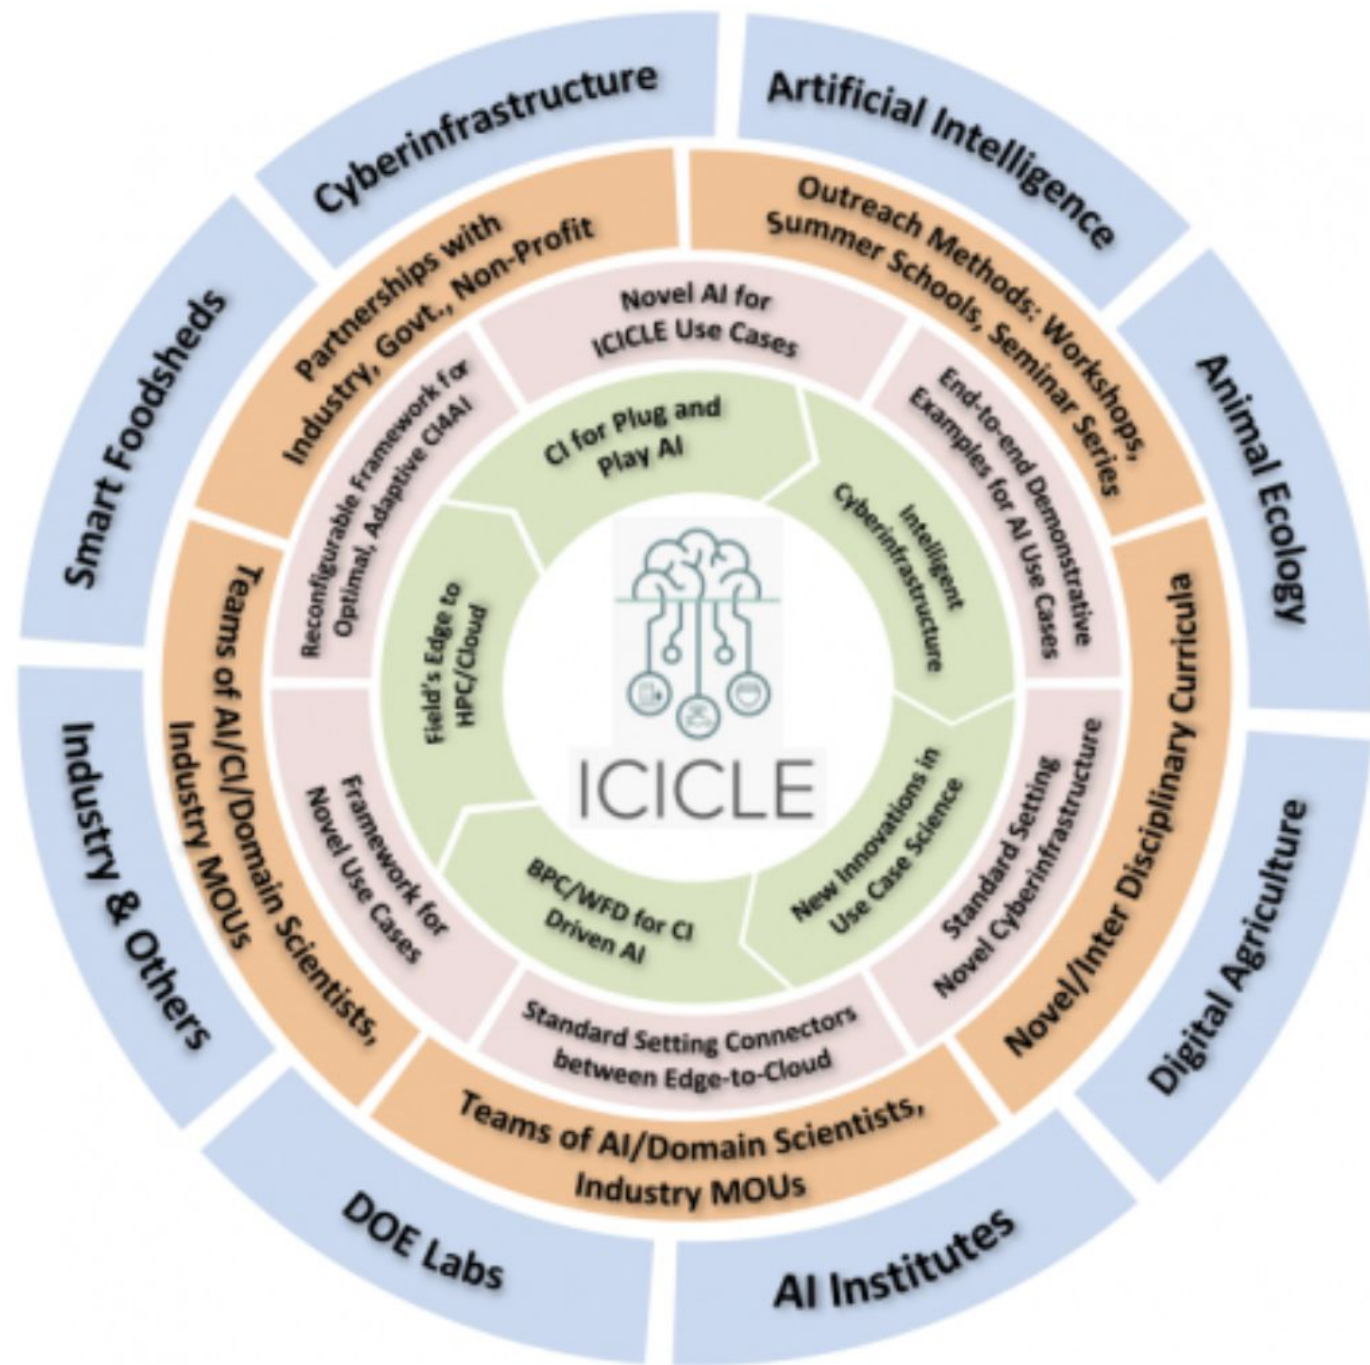 Cyberinfrastructure
Artificial Intelligence
Animal Ecology
Digital Agriculture
AI Institutes
DOE Labs
Industry & Others
Smart Foodsheds
Partnerships with
Industry, Govt., Non-Profit
Outreach Methods: Workshops,
Summer Schools, Seminar Series
Novel/Inter Disciplinary Curricula
Teams of AI/Domain Scientists,
Industry MOUs
Teams of AI/CI/Domain Scientists,
Industry MOUs
Novel AI for
ICICLE Use Cases
End-to-end Demonstrative
Examples for AI Use Cases
Standard Setting
Novel Cyberinfrastructure
Standard Setting Connectors
between Edge-to-Cloud
Framework for
Novel Use Cases
Reconfigurable Framework for
Optimal, Adaptive CI4AI
CI for Plug and
Play AI
Intelligent
Cyberinfrastructure
New Innovations in
Use Case Science
BPC/WFD for CI
Driven AI
Field's Edge to
HPC/Cloud
ICICLE